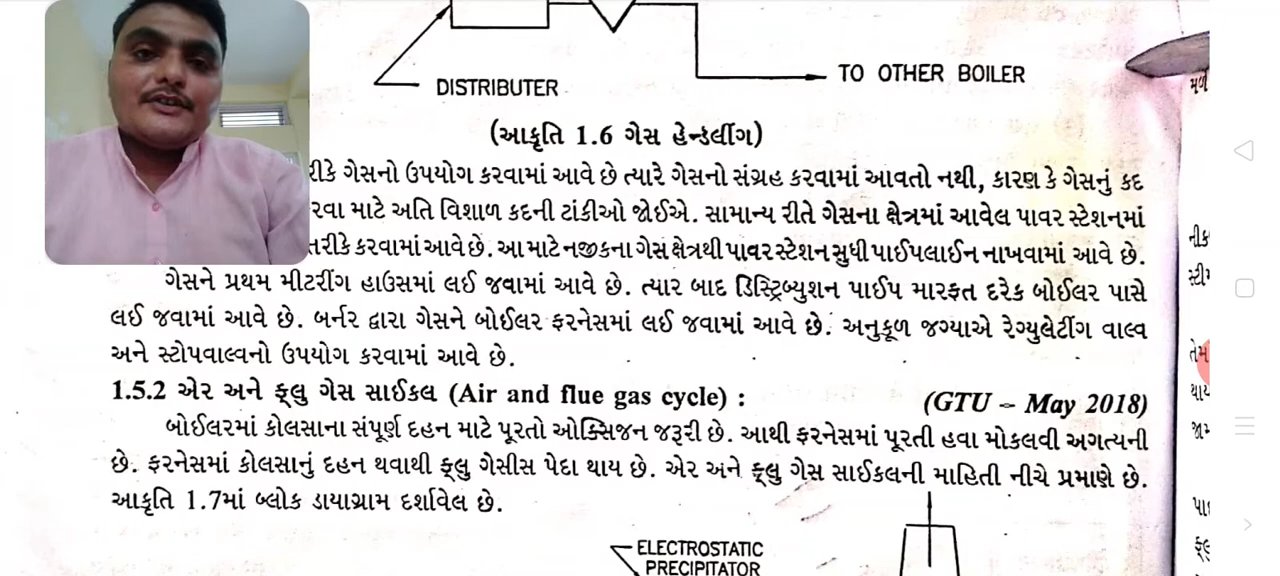 DISTRIBUTER
TO OTHER BOILER
(આકૃતિ 1.6 ગેસ હેન્ડલીંગ)
ગેસનો ઉપયોગ કરવામાં આવે છે ત્યારે ગેસનો સંગ્રહ કરવામાં આવતો નથી, કારણ કે ગેસનું કદ
માટે અતિ વિશાળ કદની ટાંકીઓ જોઈએ. સામાન્ય રીતે ગેસના ક્ષેત્રમાં આવેલ પાવર સ્ટેશનમાં
તરીકે કરવામાં આવે છે. આ માટે નજીકના ગેસ ક્ષેત્રથી પાવર સ્ટેશન સુધી પાઈપલાઈન નાખવામાં આવે છે.
ગેસને પ્રથમ મીટરીંગ હાઉસમાં લઈ જવામાં આવે છે. ત્યાર બાદ ડિસ્ટ્રિબ્યુશન પાઈપ મારફત દરેક બોઈલર પાસે
લઈ જવામાં આવે છે. બર્નર દ્વારા ગેસને બોઈલર ફરનેસમાં લઈ જવામાં આવે છે. અનુકૂળ જગ્યાએ રેગ્યુલેટીંગ વાલ્વ
અને સ્ટોપવાલ્વનો ઉપયોગ કરવામાં આવે છે.
1.5.2 એર અને ફ્લુ ગેસ સાઈકલ (Air and flue gas cycle) :
(GTU – May 2018)
બોઈલરમાં કોલસાના સંપૂર્ણ દહન માટે પૂરતો ઓક્સિજન જરૂરી છે. આથી ફરનેસમાં પૂરતી હવા મોકલવી અગત્યની
છે. ફરનેસમાં કોલસાનું દહન થવાથી ફ્લુ ગેસીસ પેદા થાય છે. એર અને ફ્લુ ગેસ સાઈકલની માહિતી નીચે પ્રમાણે છે.
આકૃતિ 1.7માં બ્લોક ડાયાગ્રામ દર્શાવેલ છે.
ELECTROSTATIC
PRECIPITATOR